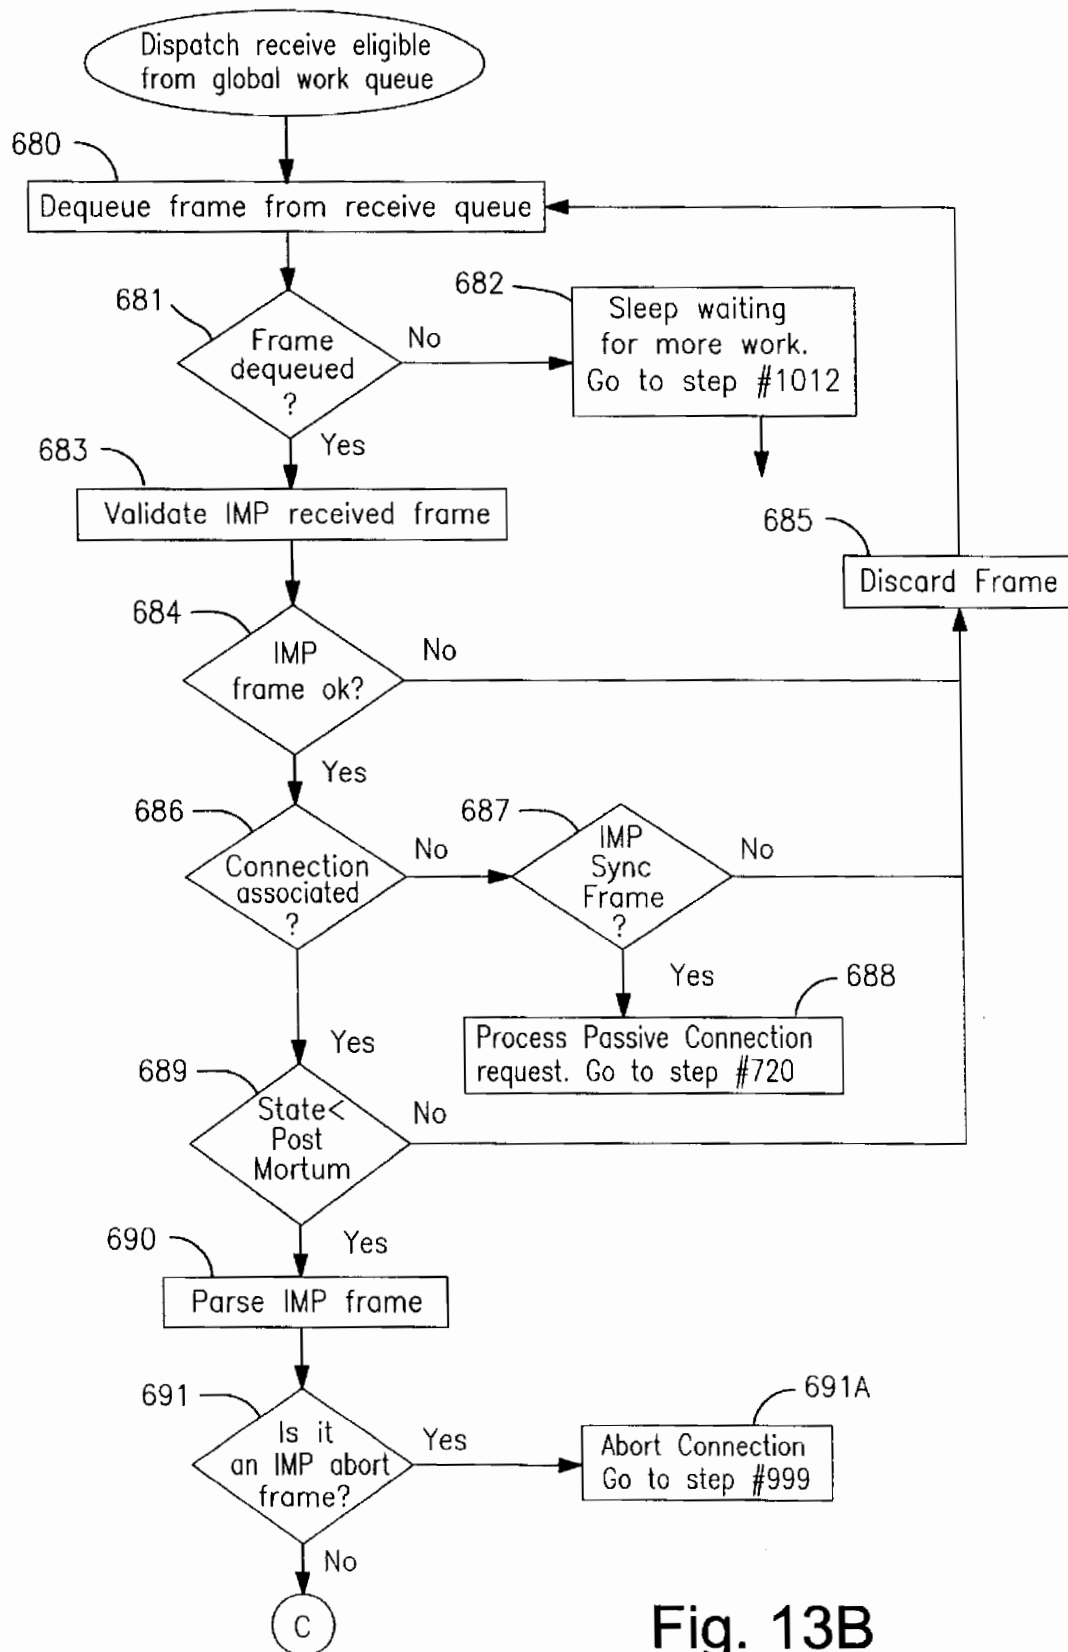 Dispatch receive eligible
from global work queue
680
Dequeue frame from receive queue
681
Frame
dequeued
?
No
682
Sleep waiting
for more work.
Go to step #1012
Yes
683
Validate IMP received frame
685
Discard Frame
684
IMP
frame ok?
No
Yes
686
Connection
associated
?
No
687
IMP
Sync
Frame
?
No
Yes
688
Process Passive Connection
request. Go to step #720
Yes
689
State<
Post
Mortum
No
Yes
690
Parse IMP frame
691
Is it
an IMP abort
frame?
Yes
691A
Abort Connection
Go to step #999
No
C
Fig. 13B